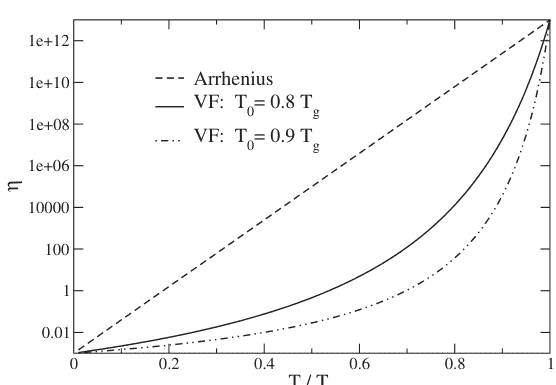 1e+12
1e+10
1e+08
1e+06
10000
100
1
0.01
η
Arrhenius
VF: T0= 0.8 Tg
VF: T0= 0.9 Tg
0 0.2 0.4 0.6 0.8 1
T / T